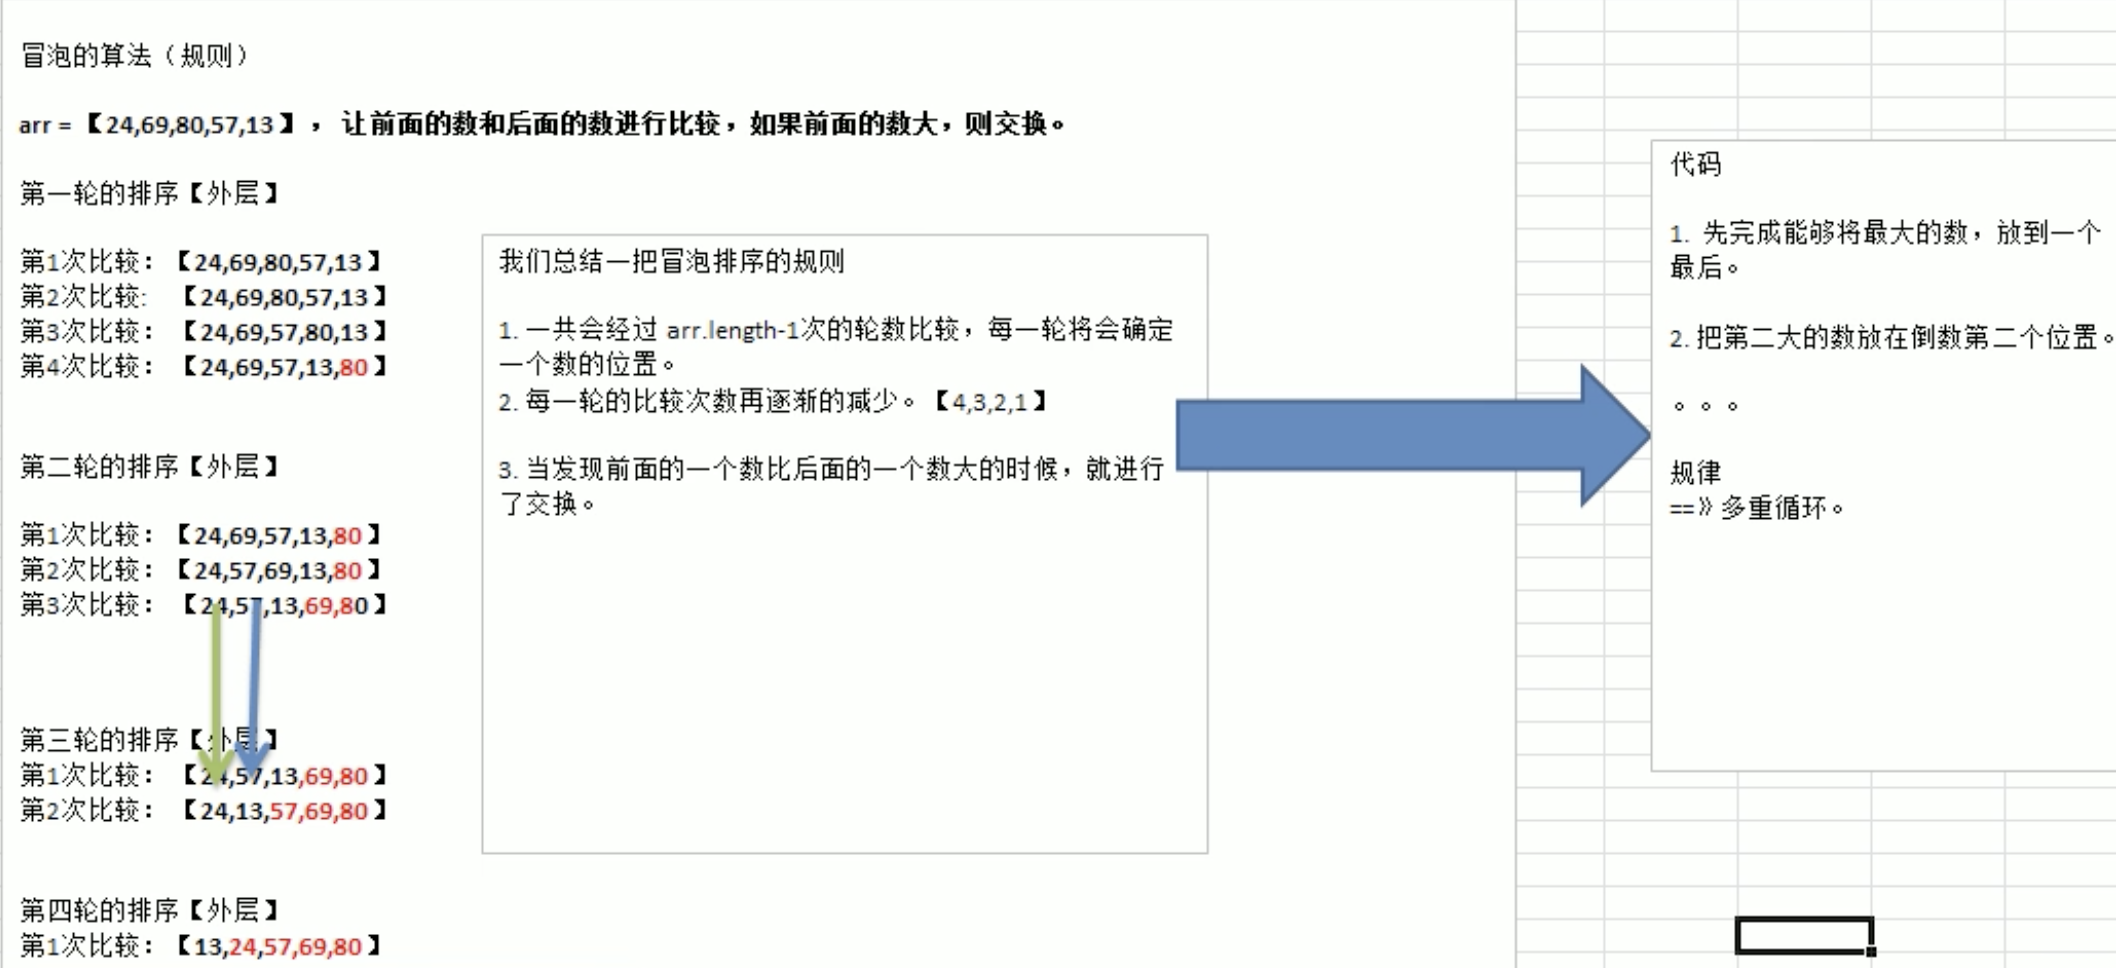 冒泡的算法（规则）
arr = 【24,69,80,57,13】 ， 让前面的数和后面的数进行比较，如果前面的数大，则交换。
第一轮的排序【外层】
第1次比较：【24,69,80,57,13】
第2次比较: 【24,69,80,57,13】
第3次比较：【24,69,57,80,13】
第4次比较：【24,69,57,13,80】
第二轮的排序【外层】
第1次比较：【24,69,57,13,80】
第2次比较：【24,57,69,13,80】
第3次比较：【24,57,13,69,80】
第三轮的排序【外层】
第1次比较：【24,57,13,69,80】
第2次比较：【24,13,57,69,80】
第四轮的排序【外层】
第1次比较：【13,24,57,69,80】
我们总结一把冒泡排序的规则
1. 一共会经过 arr.length-1次的轮数比较，每一轮将会确定
一个数的位置。
2. 每一轮的比较次数再逐渐的减少。【4,3,2,1】
3. 当发现前面的一个数比后面的一个数大的时候，就进行
了交换。
代码
1. 先完成能够将最大的数，放到一个
最后。
2. 把第二大的数放在倒数第二个位置。
。。。
规律
==》多重循环。